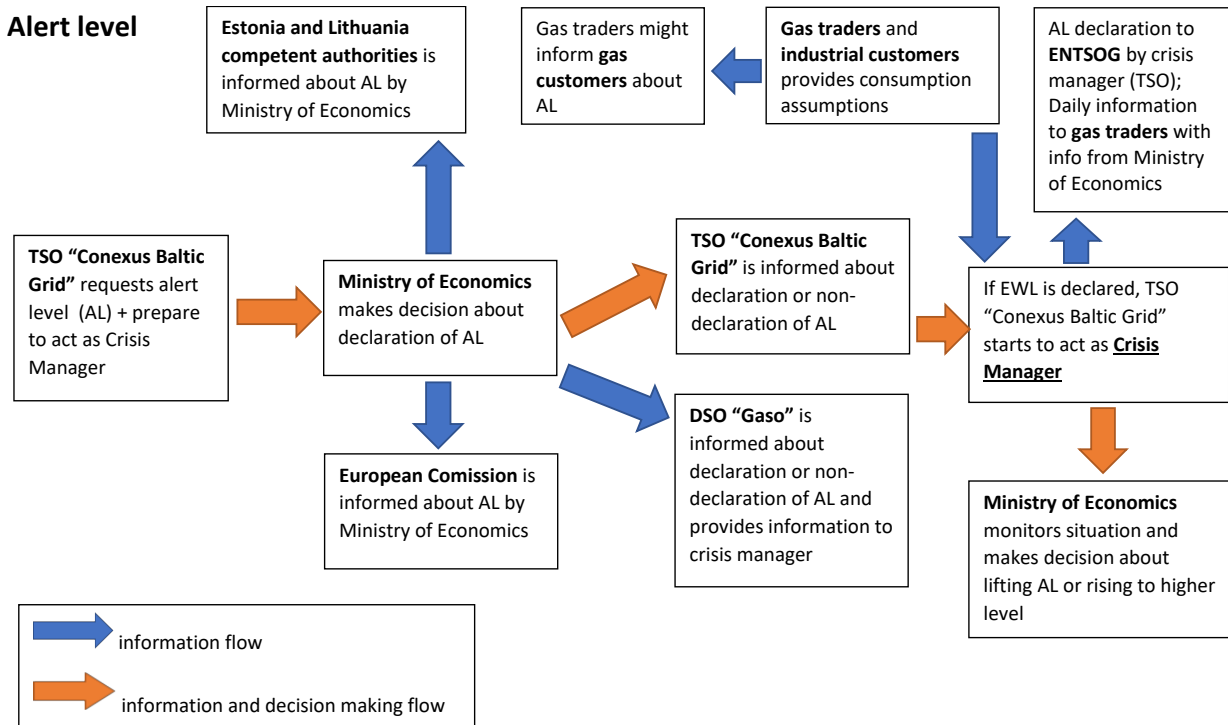 Alert level
Estonia and Lithuania
competent authorities is
informed about AL by
Ministry of Economics
Gas traders might
inform gas
customers about
AL
Gas traders and
industrial customers
provides consumption
assumptions
AL declaration to
ENTSOG by crisis
manager (TSO);
Daily information
to gas traders with
info from Ministry
of Economics
TSO “Conexus Baltic
Grid” requests alert
level (AL) + prepare
to act as Crisis
Manager
Ministry of Economics
makes decision about
declaration of AL
TSO “Conexus Baltic
Grid” is informed about
declaration or non-
declaration of AL
If EWL is declared, TSO
“Conexus Baltic Grid”
starts to act as Crisis
Manager
European Comission is
informed about AL by
Ministry of Economics
DSO “Gaso” is
informed about
declaration or non-
declaration of AL and
provides information to
crisis manager
Ministry of Economics
monitors situation and
makes decision about
lifting AL or rising to higher
level
information flow
information and decision making flow